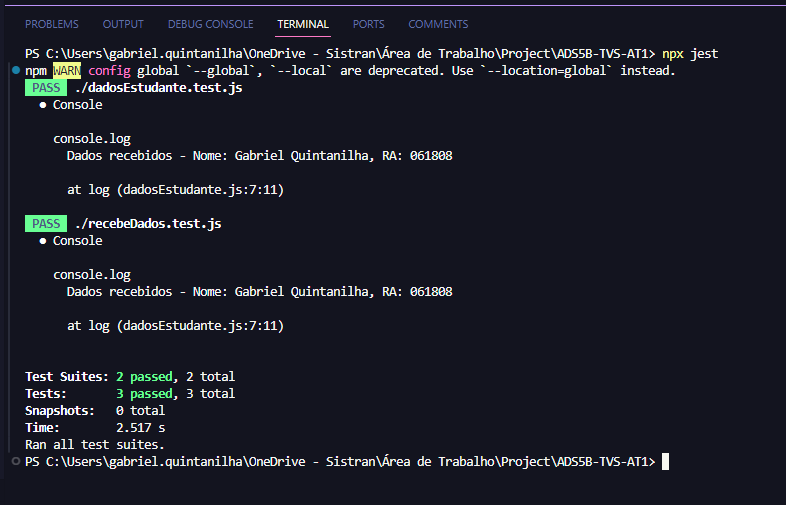 PROBLEMS OUTPUT DEBUG CONSOLE TERMINAL PORTS COMMENTS
PS C:\Users\gabriel.quintanilha\OneDrive - Sistran\Área de Trabalho\Project\ADS5B-TVS-AT1> npx jest
npm WARN config global `--global`, `--local` are deprecated. Use `--location=global` instead.
PASS ./dadosEstudante.test.js
● Console
console.log
Dados recebidos - Nome: Gabriel Quintanilha, RA: 061808
at log (dadosEstudante.js:7:11)
PASS ./recebeDados.test.js
● Console
console.log
Dados recebidos - Nome: Gabriel Quintanilha, RA: 061808
at log (dadosEstudante.js:7:11)
Test Suites: 2 passed, 2 total
Tests: 3 passed, 3 total
Snapshots: 0 total
Time: 2.517 s
Ran all test suites.
PS C:\Users\gabriel.quintanilha\OneDrive - Sistran\Área de Trabalho\Project\ADS5B-TVS-AT1>